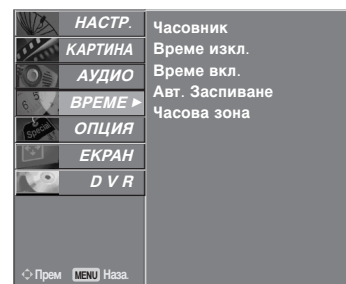 НАСТР.
КАРТИНА
АУДИО
ВРЕМЕ ►
ОПЦИЯ
ЕКРАН
D V R
Часовник
Време изкл.
Време вкл.
Авт. Заспиване
Часова зона
Прем MENU Наза.